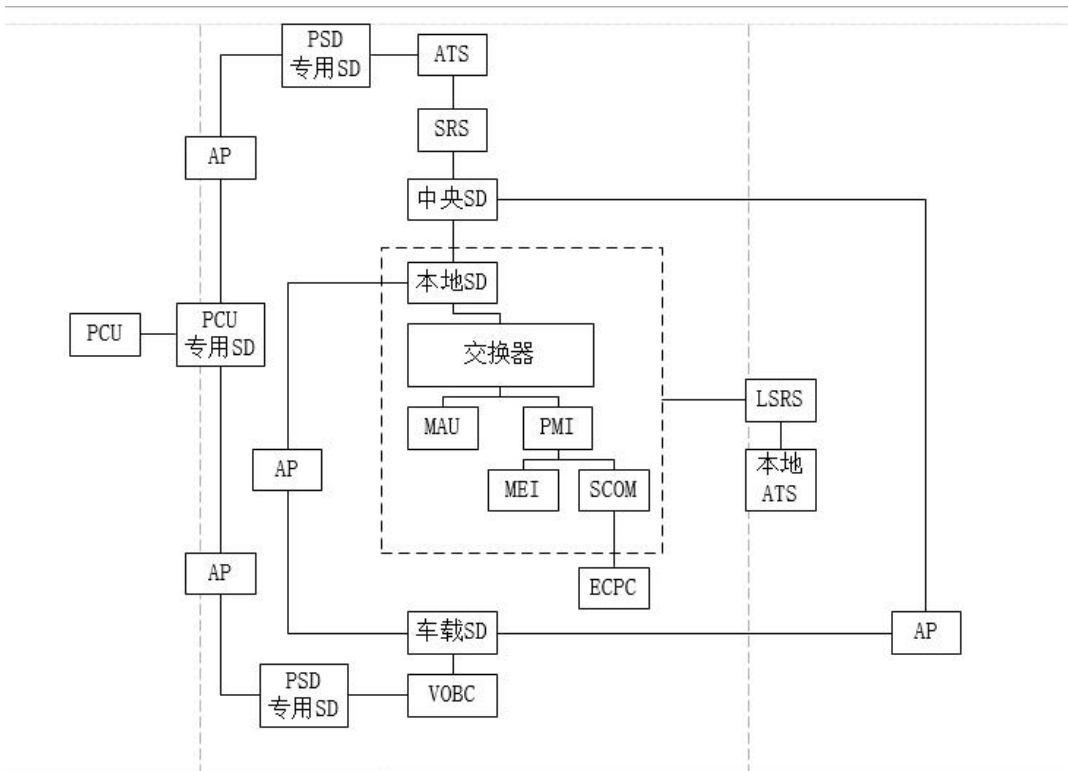 PSD
专用SD
ATS
AP
SRS
中央SD
本地SD
PCU
PCU
专用SD
交换器
MAU
PMI
LSRS
AP
MEI
SCOM
本地
ATS
AP
ECPC
车载SD
AP
PSD
专用SD
VOBC